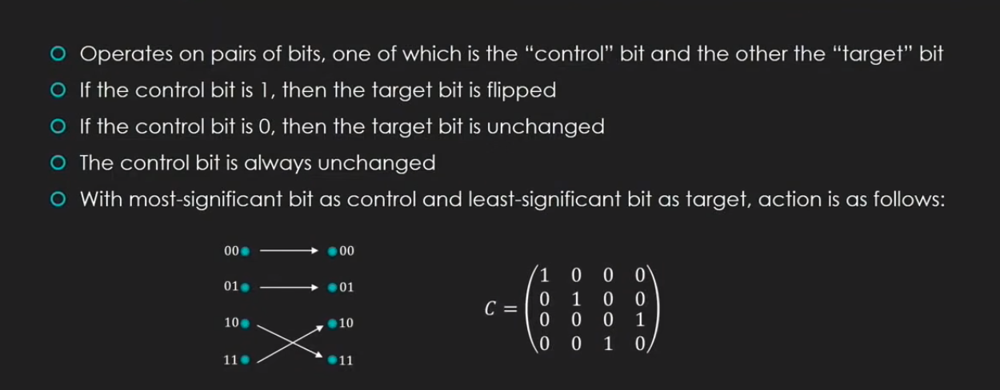 Operates on pairs of bits, one of which is the “control” bit and the other the “target” bit
If the control bit is 1, then the target bit is flipped
If the control bit is 0, then the target bit is unchanged
The control bit is always unchanged
With most-significant bit as control and least-significant bit as target, action is as follows:
00 00
01 01
10 10
11 11
C =
1 0 0 0
0 1 0 0
0 0 0 1
0 0 1 0